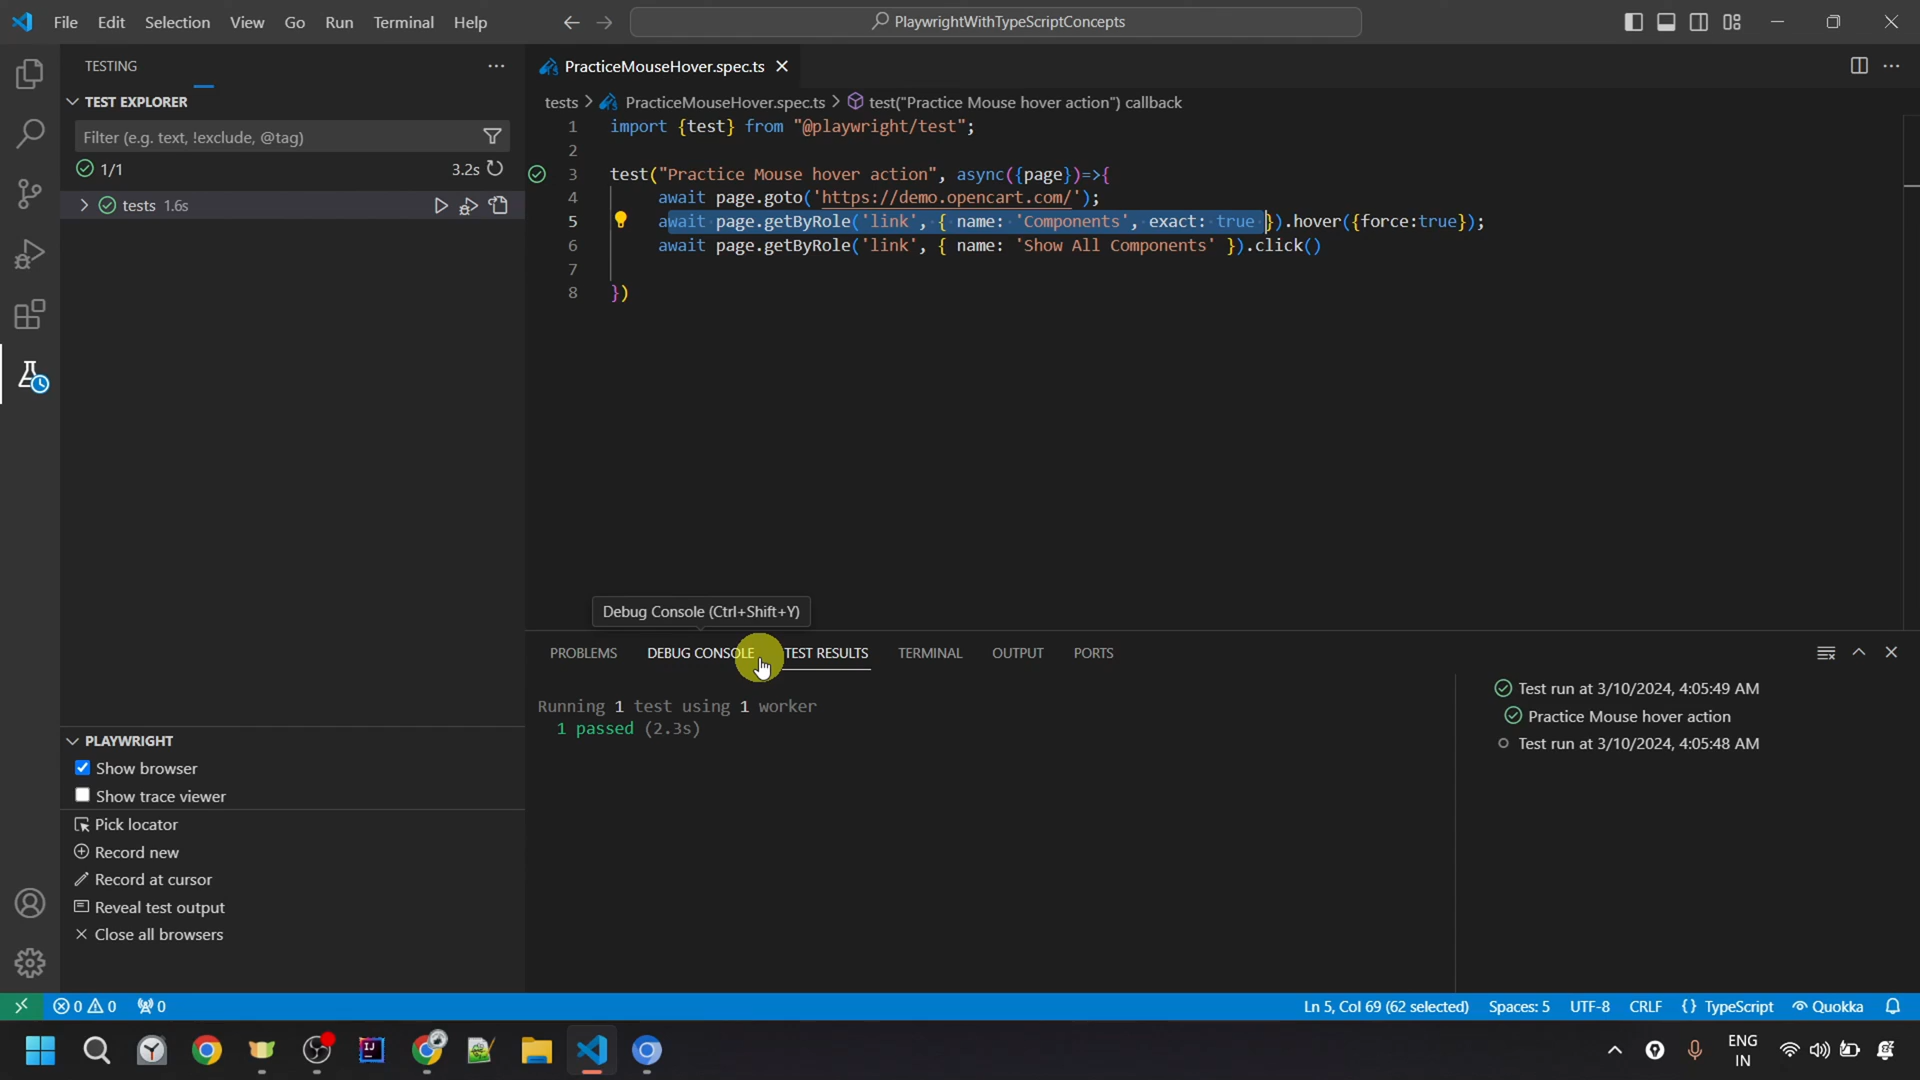 File Edit Selection View Go Run Terminal Help
PlaywrightWithTypeScriptConcepts
TESTING
TEST EXPLORER
Filter (e.g. text, !exclude, @tag)
1/1
3.2s
tests 1.6s
PracticeMouseHover.spec.ts
tests > PracticeMouseHover.spec.ts > test("Practice Mouse hover action") callback
1 import {test} from "@playwright/test";
2
3 test("Practice Mouse hover action", async({page})=>{
4 await page.goto('https://demo.opencart.com/');
5 await page.getByRole('link', { name: 'Components', exact: true }).hover({force:true});
6 await page.getByRole('link', { name: 'Show All Components' }).click()
7
8 })
Debug Console (Ctrl+Shift+Y)
PROBLEMS DEBUG CONSOLE TEST RESULTS TERMINAL OUTPUT PORTS
Running 1 test using 1 worker
1 passed (2.3s)
Test run at 3/10/2024, 4:05:49 AM
Practice Mouse hover action
Test run at 3/10/2024, 4:05:48 AM
PLAYWRIGHT
Show browser
Show trace viewer
Pick locator
Record new
Record at cursor
Reveal test output
Close all browsers
0 0 0
Ln 5, Col 69 (62 selected) Spaces: 5 UTF-8 CRLF {} TypeScript Quokka
ENG
IN